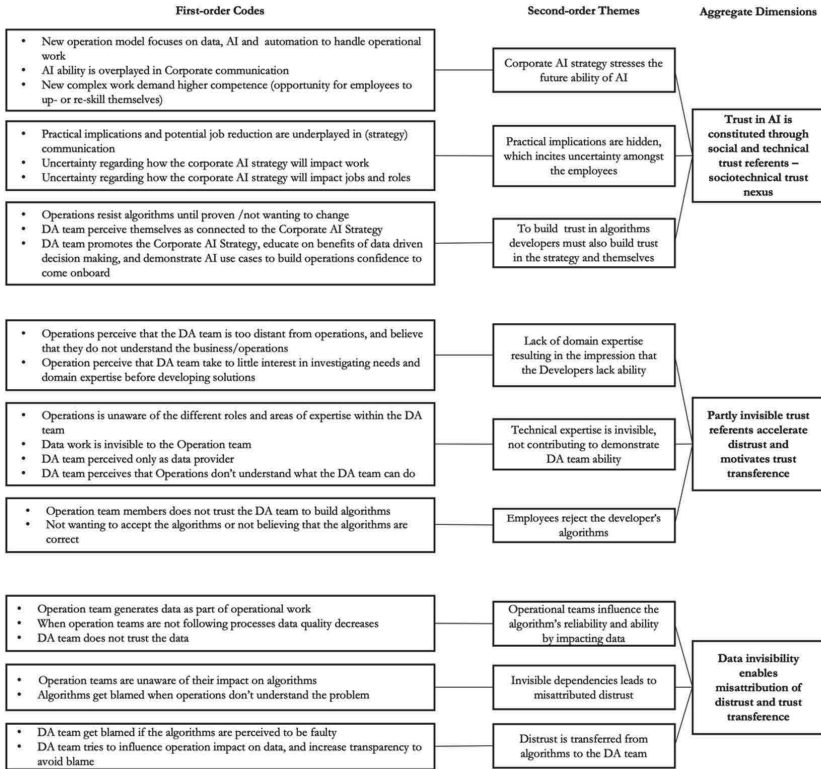 First-order Codes
Second-order Themes
Aggregate Dimensions
• New operation model focuses on data, AI and automation to handle operational
work
• AI ability is overplayed in Corporate communication
• New complex work demand higher competence (opportunity for employees to
up- or re-skill themselves)
Corporate AI strategy stresses the
future ability of AI
• Practical implications and potential job reduction are underplayed in (strategy)
communication
• Uncertainty regarding how the corporate AI strategy will impact work
• Uncertainty regarding how the corporate AI strategy will impact jobs and roles
Practical implications are hidden,
which incites uncertainty amongst
the employees
Trust in AI is
constituted through
social and technical
trust referents –
sociotechnical trust
nexus
• Operations resist algorithms until proven /not wanting to change
• DA team perceive themselves as connected to the Corporate AI Strategy
• DA team promotes the Corporate AI Strategy, educate on benefits of data driven
decision making, and demonstrate AI use cases to build operations confidence to
come onboard
To build trust in algorithms
developers must also build trust
in the strategy and themselves
• Operations perceive that the DA team is too distant from operations, and believe
that they do not understand the business/operations
• Operation perceive that DA team take to little interest in investigating needs and
domain expertise before developing solutions
Lack of domain expertise
resulting in the impression that
the Developers lack ability
• Operations is unaware of the different roles and areas of expertise within the DA
team
• Data work is invisible to the Operation team
• DA team perceived only as data provider
• DA team perceives that Operations don't understand what the DA team can do
Technical expertise is invisible,
not contributing to demonstrate
DA team ability
Partly invisible trust
referents accelerate
distrust and
motivates trust
transference
• Operation team members does not trust the DA team to build algorithms
• Not wanting to accept the algorithms or not believing that the algorithms are
correct
Employees reject the developer's
algorithms
• Operation team generates data as part of operational work
• When operation teams are not following processes data quality decreases
• DA team does not trust the data
Operational teams influence the
algorithm's reliability and ability
by impacting data
• Operation teams are unaware of their impact on algorithms
• Algorithms get blamed when operations don't understand the problem
Invisible dependencies leads to
misattributed distrust
Data invisibility
enables
misattribution of
distrust and trust
transference
• DA team get blamed if the algorithms are perceived to be faulty
• DA team tries to influence operation impact on data, and increase transparency to
avoid blame
Distrust is transferred from
algorithms to the DA team